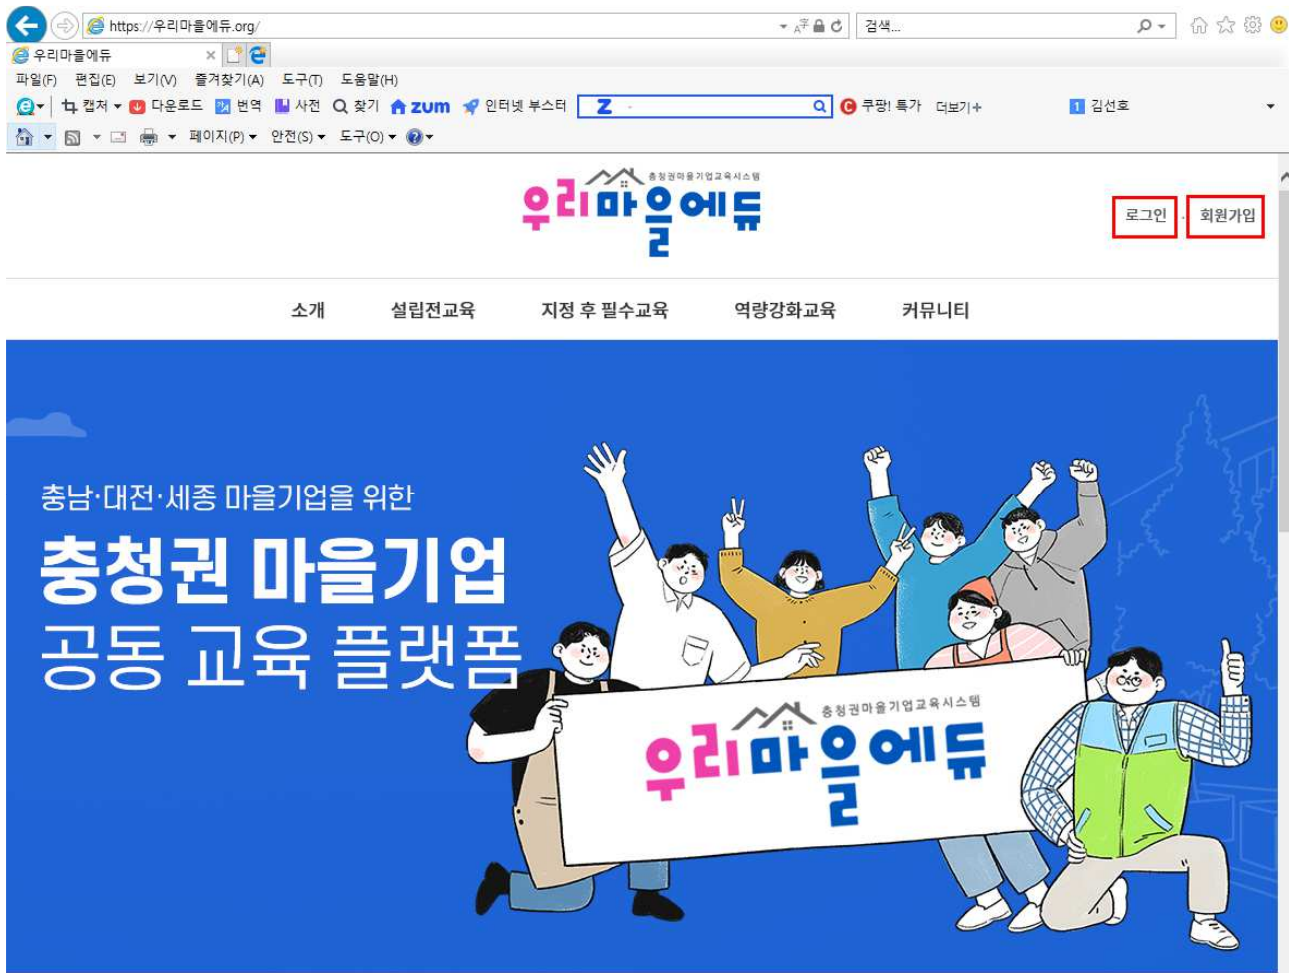 https://우리마을에듀.org/
검색...
우리마을에듀
파일(F) 편집(E) 보기(V) 즐겨찾기(A) 도구(T) 도움말(H)
캡처 다운로드 번역 사전 찾기 zum 인터넷 부스터 Z 쿠팡! 특가 더보기+ 1 김선호
페이지(P) 안전(S) 도구(O)
충청권마을기업교육시스템
우리마을에듀
로그인 · 회원가입
소개 설립전교육 지정 후 필수교육 역량강화교육 커뮤니티
충남·대전·세종 마을기업을 위한
충청권 마을기업
공동 교육 플랫폼
충청권마을기업교육시스템
우리마을에듀